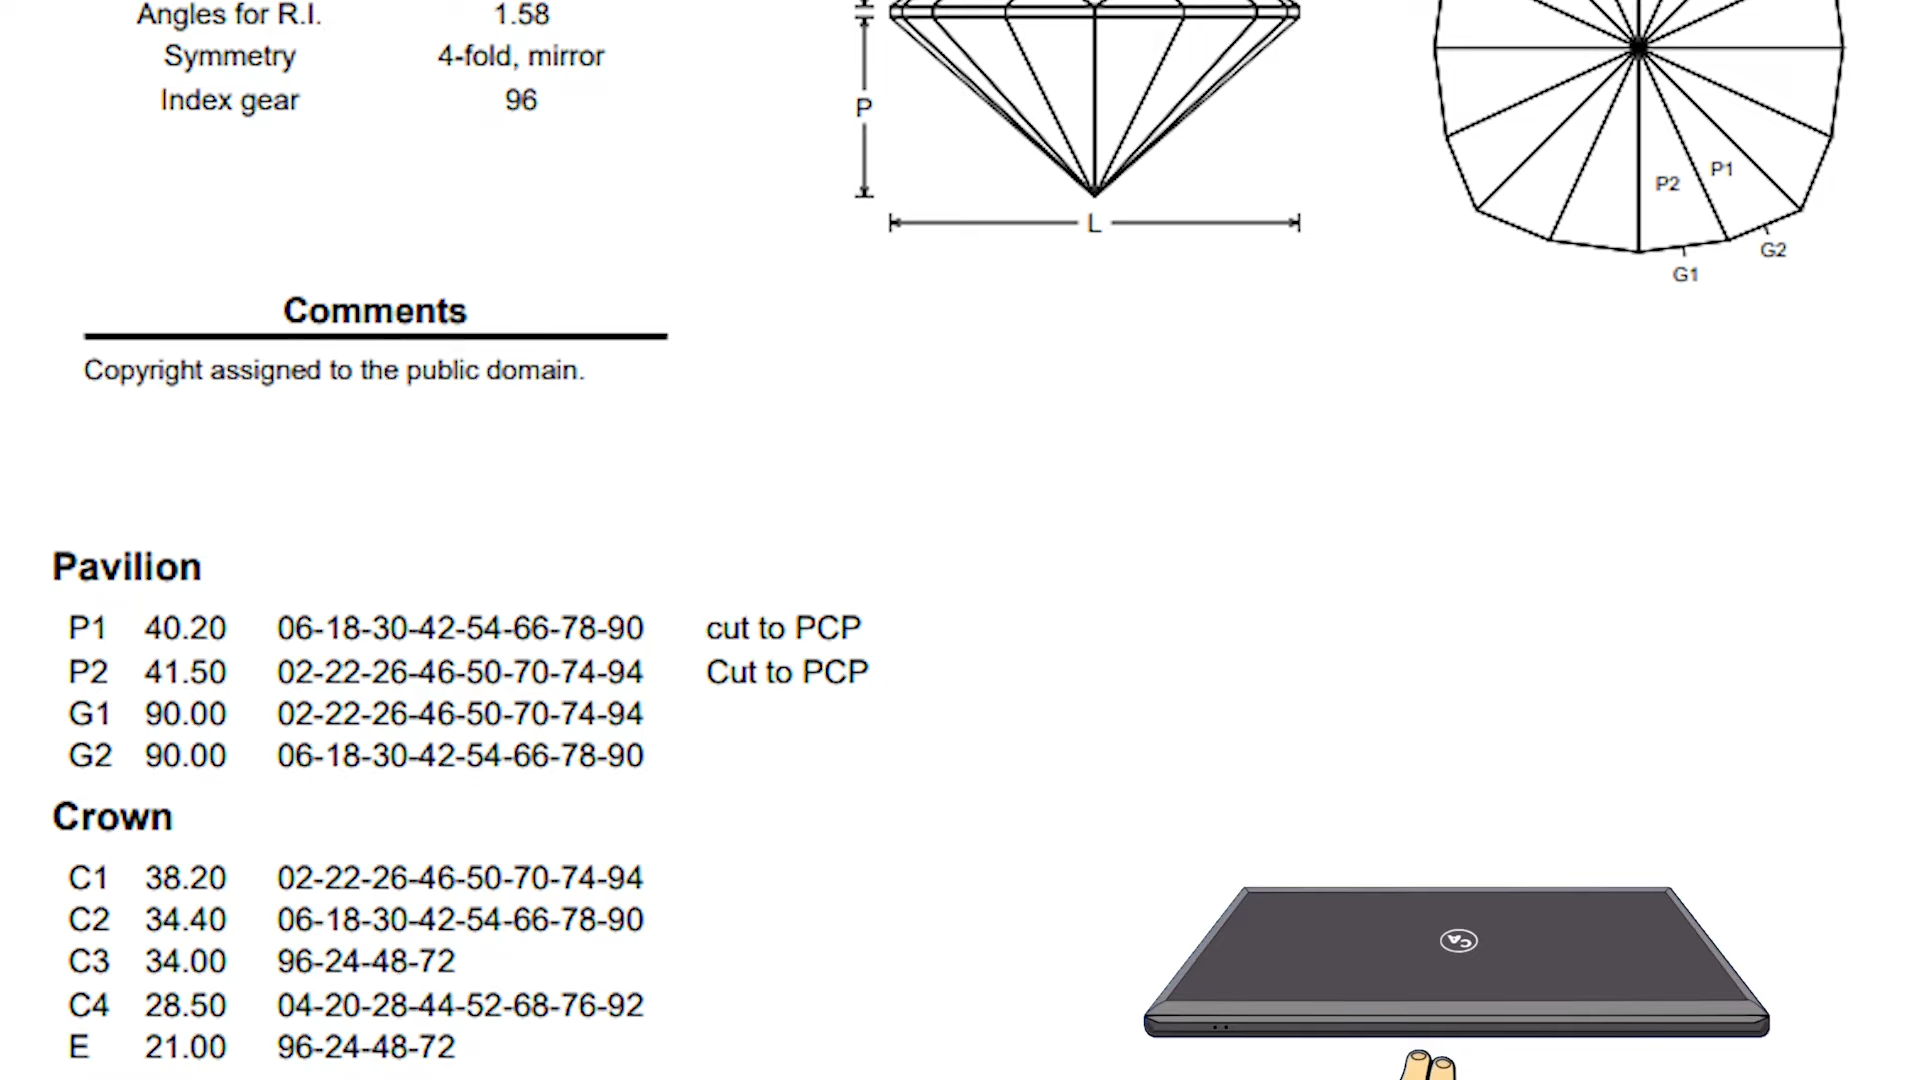 Angles for R.I. 1.58
Symmetry 4-fold, mirror
Index gear 96
P
L
P2 P1
G1 G2
Comments
Copyright assigned to the public domain.
Pavilion
P1 40.20 06-18-30-42-54-66-78-90 cut to PCP
P2 41.50 02-22-26-46-50-70-74-94 Cut to PCP
G1 90.00 02-22-26-46-50-70-74-94
G2 90.00 06-18-30-42-54-66-78-90
Crown
C1 38.20 02-22-26-46-50-70-74-94
C2 34.40 06-18-30-42-54-66-78-90
C3 34.00 96-24-48-72
C4 28.50 04-20-28-44-52-68-76-92
E 21.00 96-24-48-72
CA